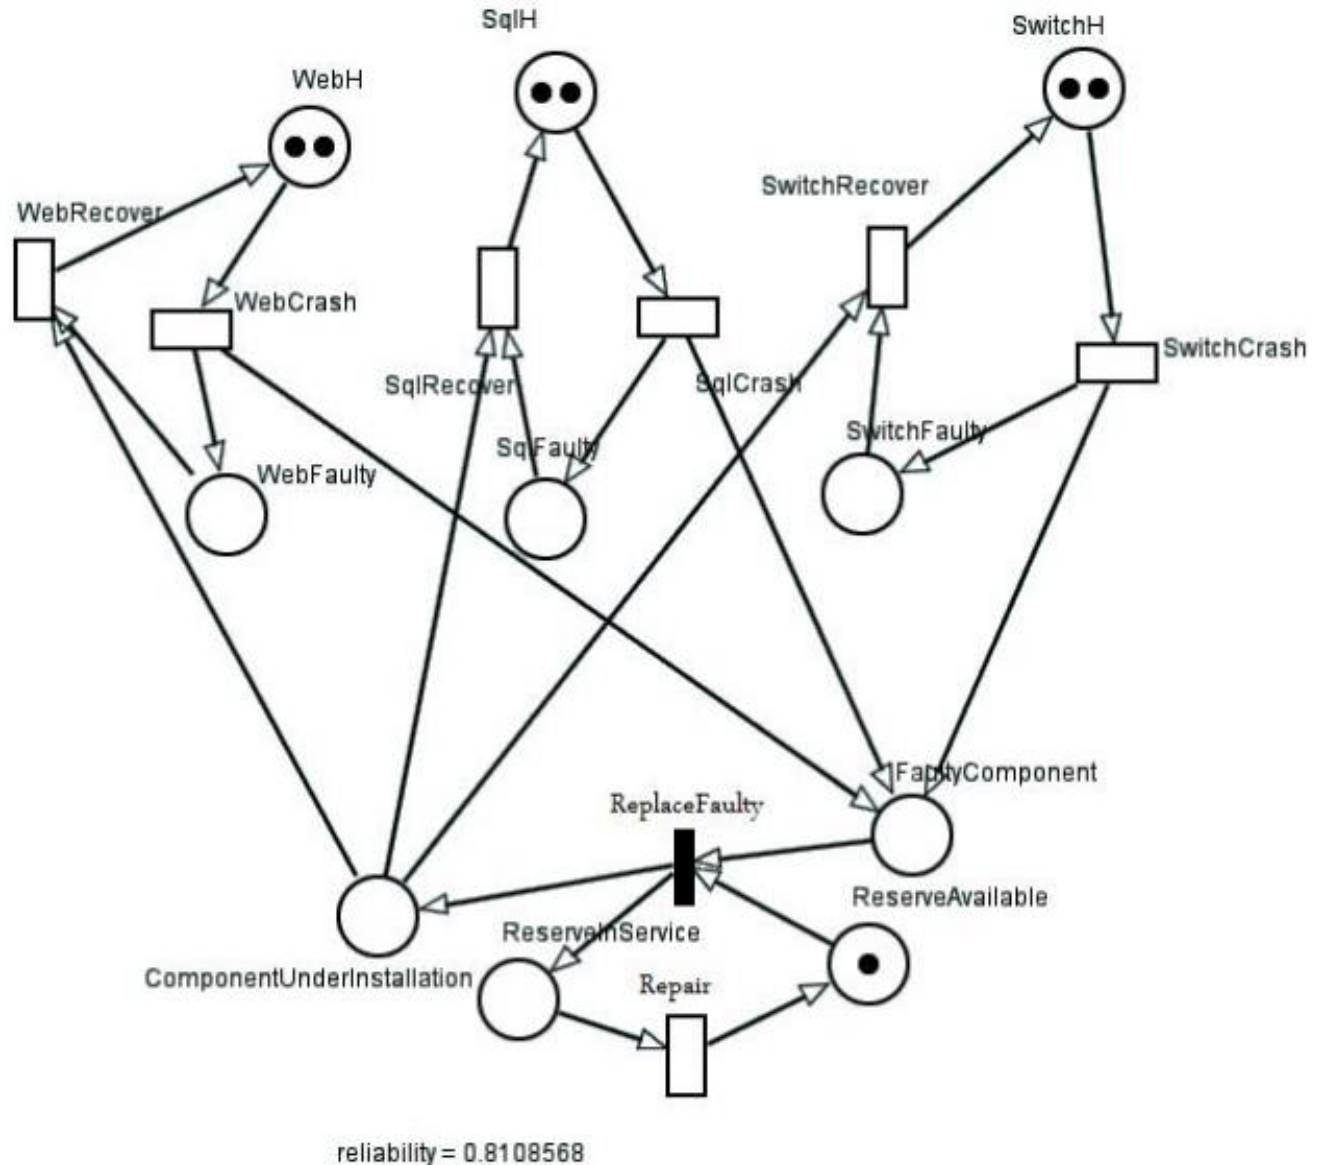 SqlH
SwitchH
WebH
SwitchRecover
WebRecover
WebCrash
SwitchCrash
SqlRecover
SqlCrash
SwitchFaulty
SqlFaulty
WebFaulty
FaultyComponent
ReplaceFaulty
ReserveAvailable
ReserveInService
ComponentUnderInstallation
Repair
reliability = 0.8108568